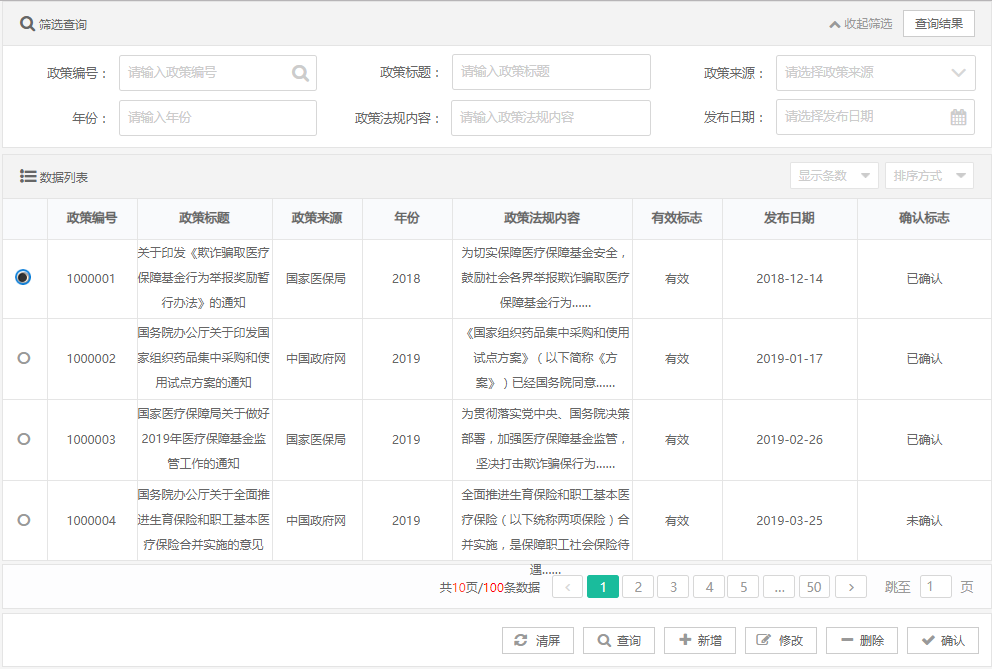 筛选查询 收起筛选 查询结果
政策编号： 请输入政策编号 政策标题： 请输入政策标题 政策来源： 请选择政策来源
年份： 请输入年份 政策法规内容： 请输入政策法规内容 发布日期： 请选择发布日期
数据列表 显示条数 排序方式
政策编号 政策标题 政策来源 年份 政策法规内容 有效标志 发布日期 确认标志
1000001
关于印发《欺诈骗取医疗
保障基金行为举报奖励暂
行办法》的通知
国家医保局 2018
为切实保障医疗保障基金安全，
鼓励社会各界举报欺诈骗取医疗
保障基金行为......
有效 2018-12-14 已确认
1000002
国务院办公厅关于印发国
家组织药品集中采购和使
用试点方案的通知
中国政府网 2019
《国家组织药品集中采购和使用
试点方案》（以下简称《方
案》）已经国务院同意......
有效 2019-01-17 已确认
1000003
国家医疗保障局关于做好
2019年医疗保障基金监
管工作的通知
国家医保局 2019
为贯彻落实党中央、国务院决策
部署，加强医疗保障基金监管，
坚决打击欺诈骗保行为......
有效 2019-02-26 已确认
1000004
国务院办公厅关于全面推
进生育保险和职工基本医
疗保险合并实施的意见
中国政府网 2019
全面推进生育保险和职工基本医
疗保险（以下统称两项保险）合
并实施，是保障职工社会保险待
遇......
有效 2019-03-25 未确认
共10页/100条数据 < 1 2 3 4 5 ... 50 > 跳至 1 页
清屏 查询 新增 修改 删除 确认